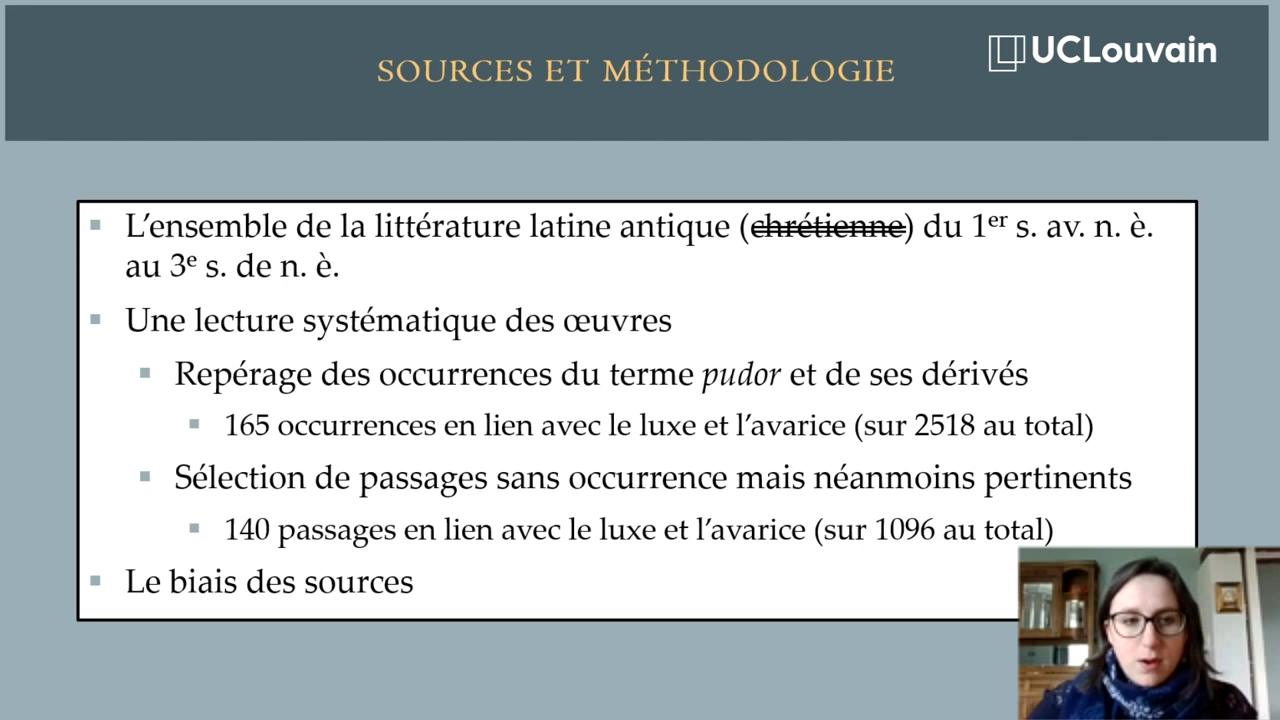 SOURCES ET MÉTHODOLOGIE
UCLouvain
L’ensemble de la littérature latine antique (chrétienne) du 1er s. av. n. è.
au 3e s. de n. è.
Une lecture systématique des œuvres
Repérage des occurrences du terme pudor et de ses dérivés
165 occurrences en lien avec le luxe et l’avarice (sur 2518 au total)
Sélection de passages sans occurrence mais néanmoins pertinents
140 passages en lien avec le luxe et l’avarice (sur 1096 au total)
Le biais des sources